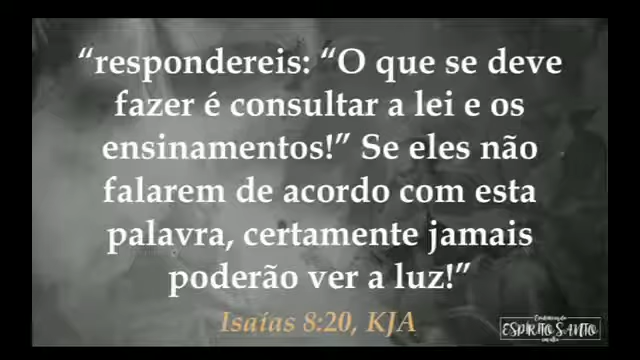 “respondereis: “O que se deve
fazer é consultar a lei e os
ensinamentos!” Se eles não
falarem de acordo com esta
palavra, certamente jamais
poderão ver a luz!”
Isaías 8:20, KJA
ESPÍRITO SANTO